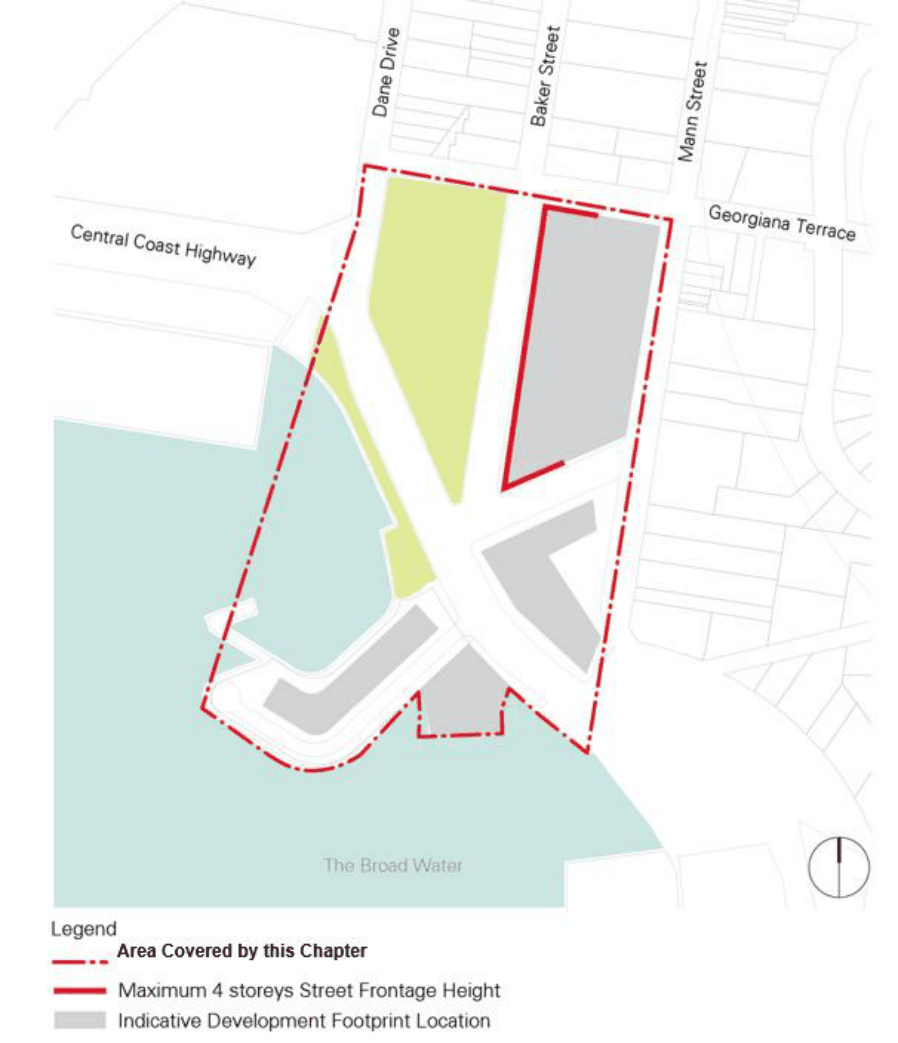 Dane Drive
Baker Street
Mann Street
Georgiana Terrace
Central Coast Highway
The Broad Water
Legend
Area Covered by this Chapter
Maximum 4 storeys Street Frontage Height
Indicative Development Footprint Location